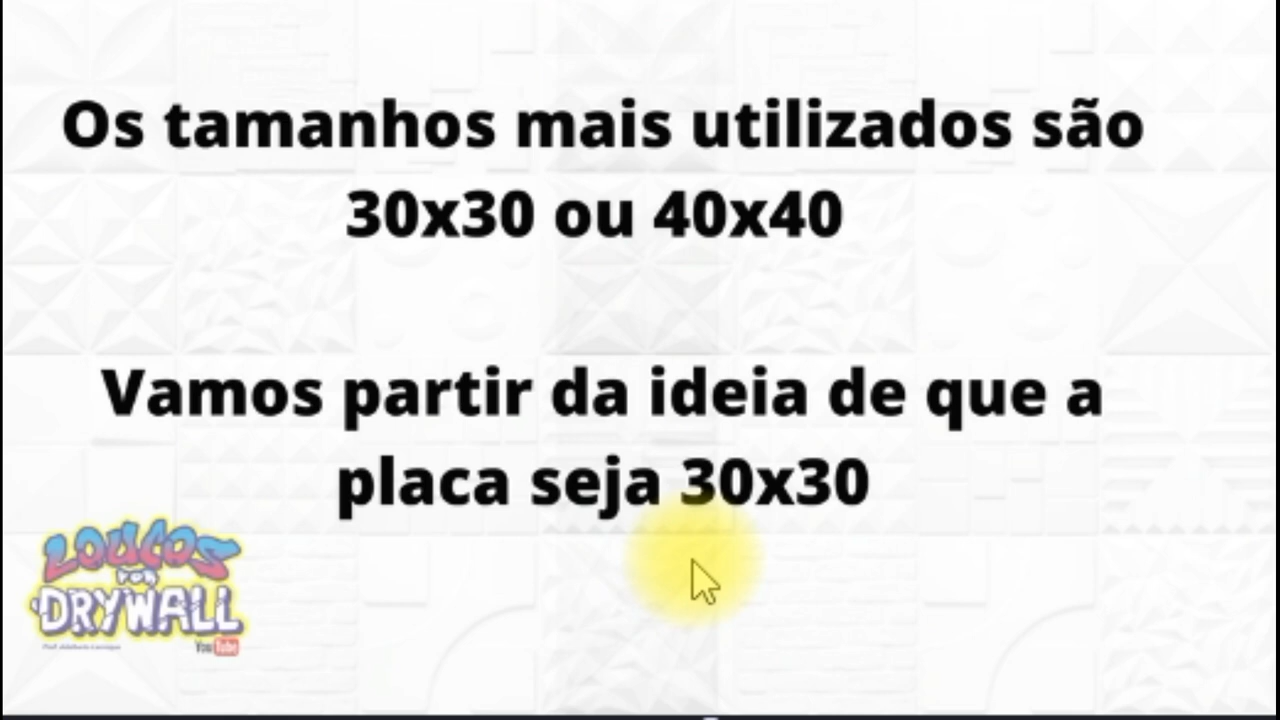 Os tamanhos mais utilizados são
30x30 ou 40x40
Vamos partir da ideia de que a
placa seja 30x30
LOUCOS
POR
DRYWALL
YouTube